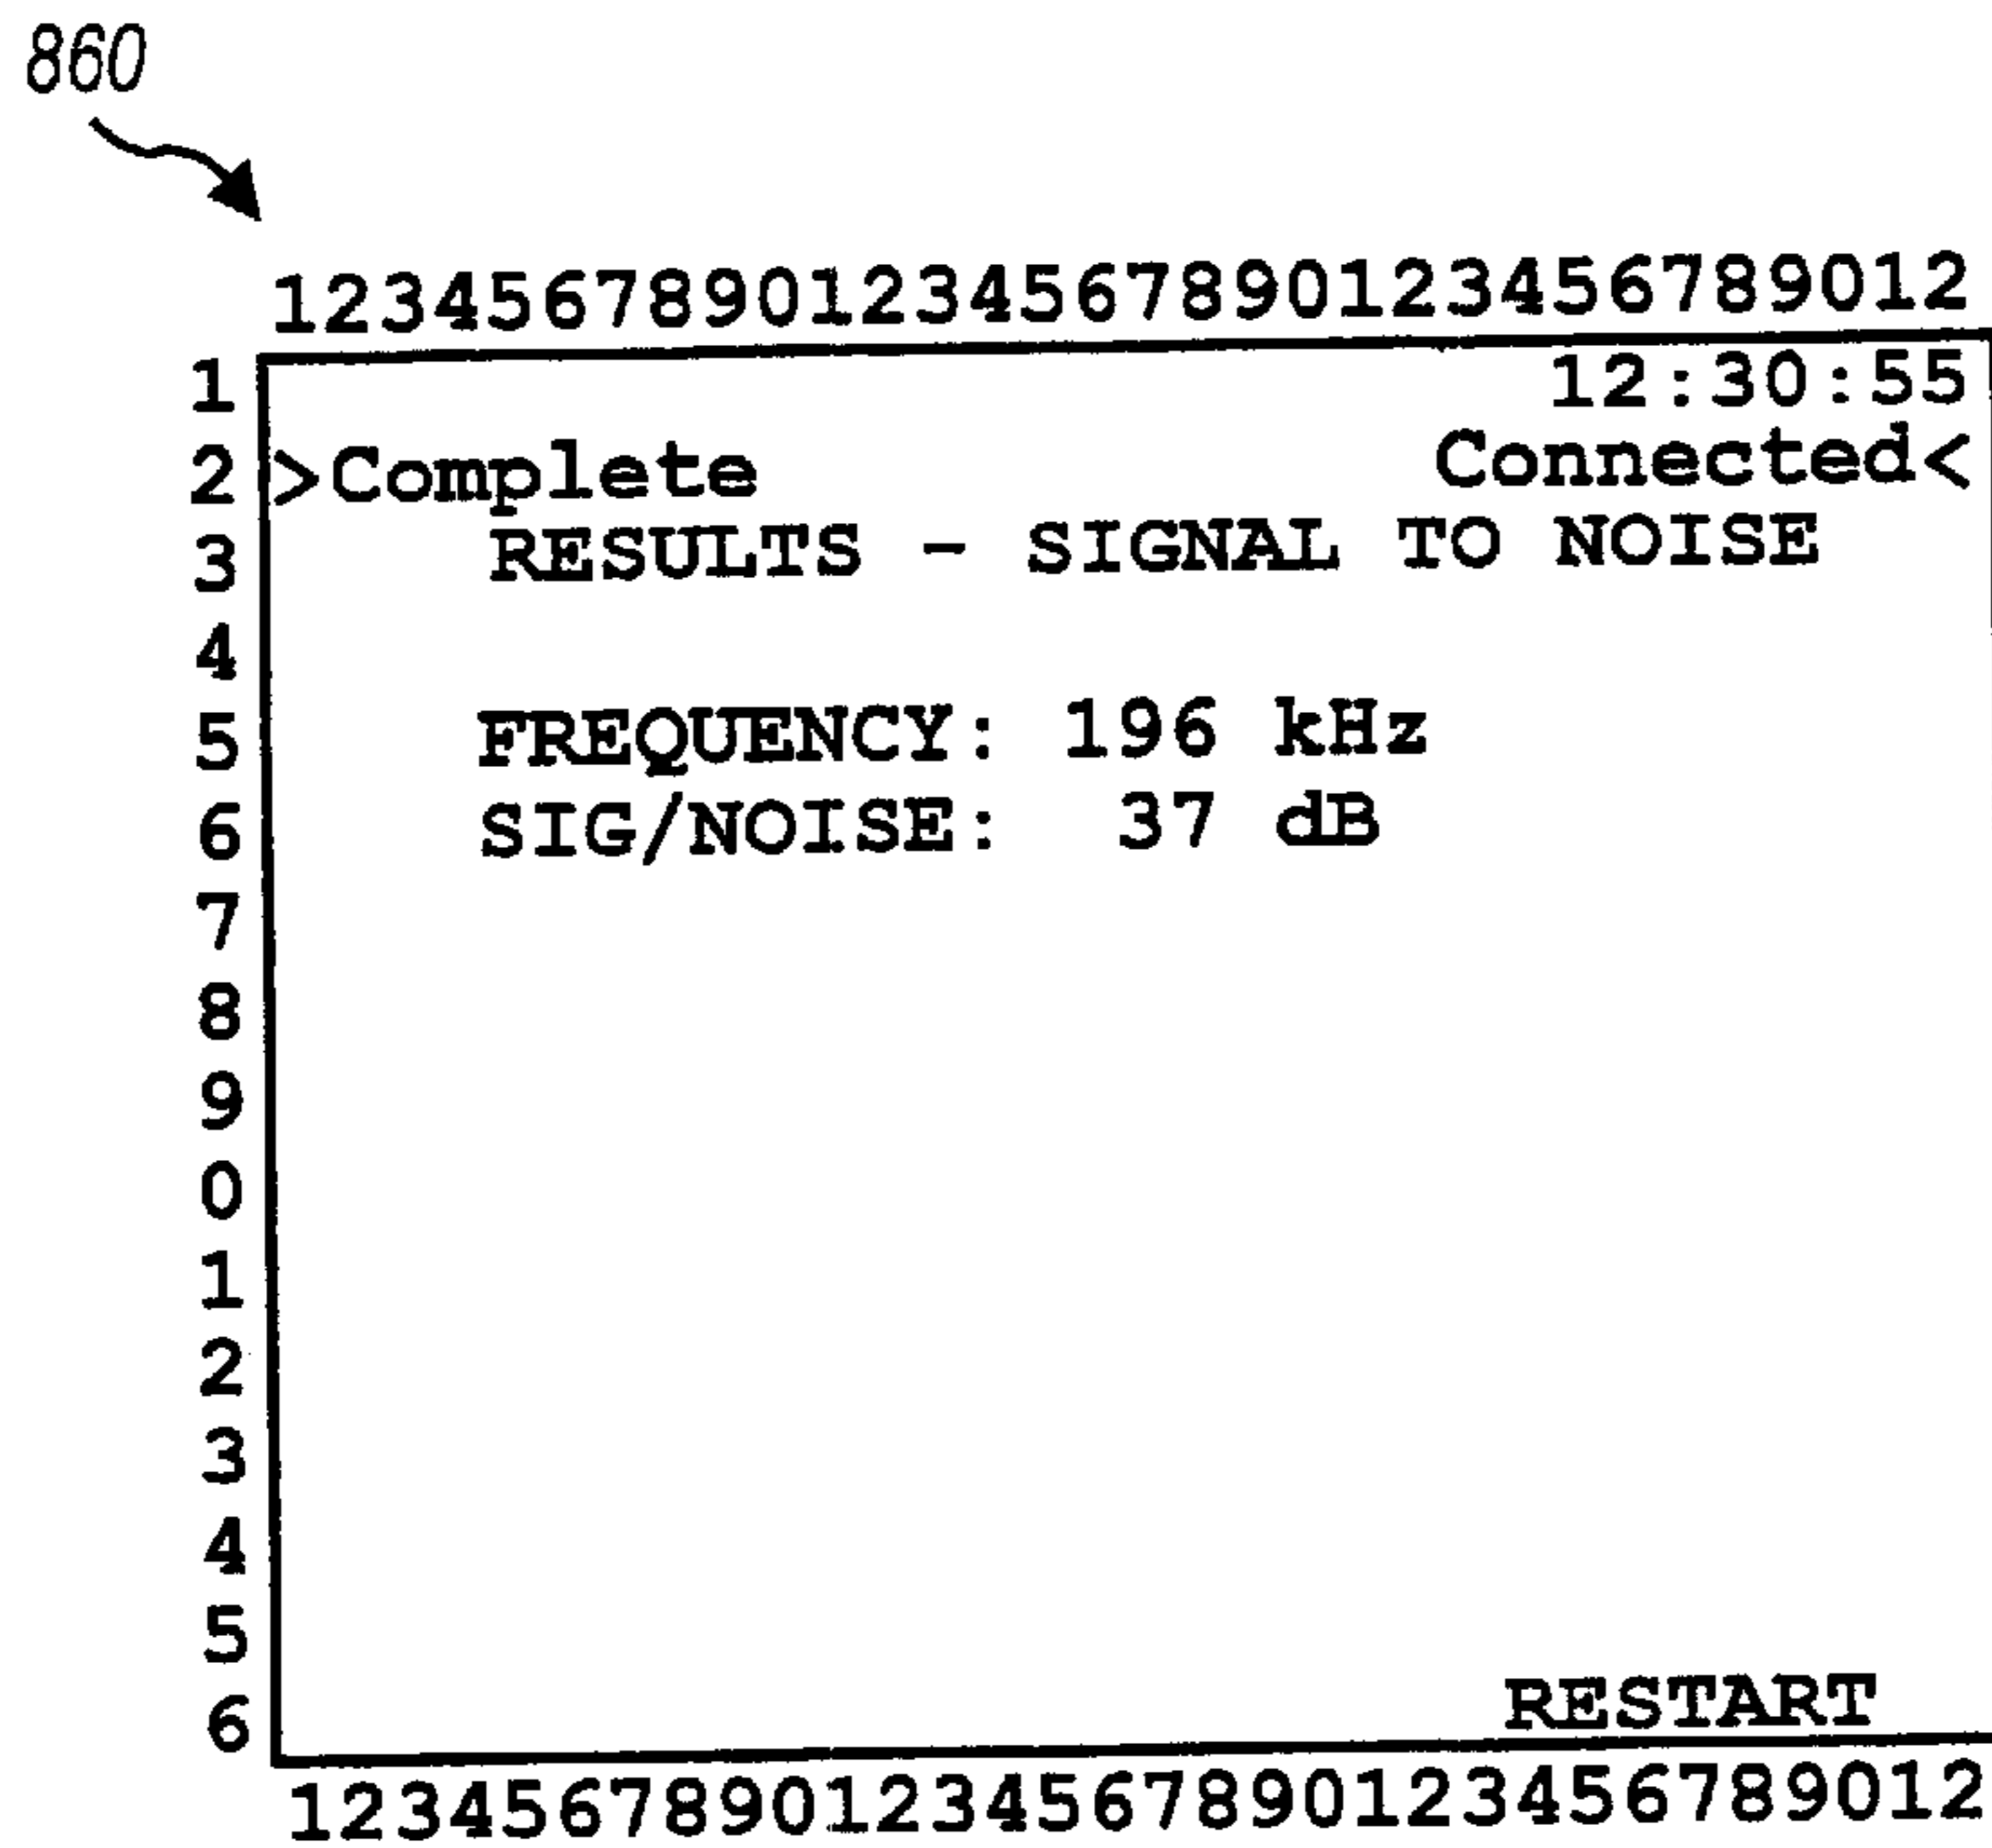 860
12345678901234567890123456789012
1 12:30:55
2 >Complete Connected<
3 RESULTS - SIGNAL TO NOISE
4
5 FREQUENCY: 196 kHz
6 SIG/NOISE: 37 dB
7
8
9
0
1
2
3
4
5
6 RESTART
12345678901234567890123456789012